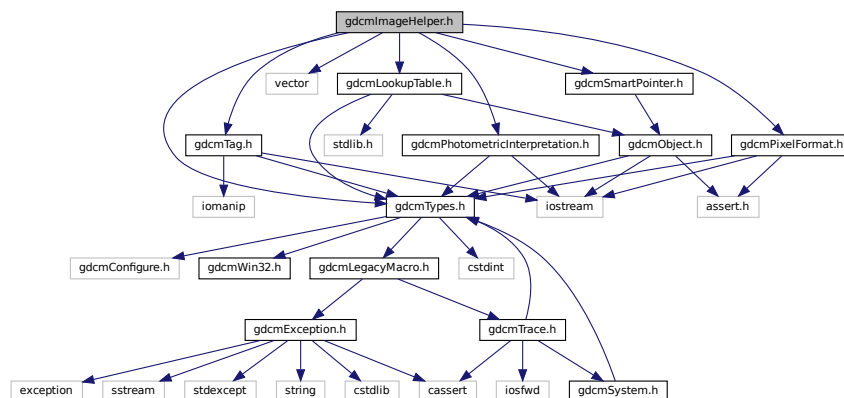 gdcmImageHelper.h
vector
gdcmLookupTable.h
gdcmSmartPointer.h
gdcmTag.h
stdlib.h
gdcmPhotometricInterpretation.h
gdcmObject.h
gdcmPixelFormat.h
iomanip
gdcmTypes.h
iostream
assert.h
gdcmConfigure.h
gdcmWin32.h
gdcmLegacyMacro.h
cstdint
gdcmException.h
gdcmTrace.h
exception
sstream
stdexcept
string
cstdlib
cassert
iosfwd
gdcmSystem.h